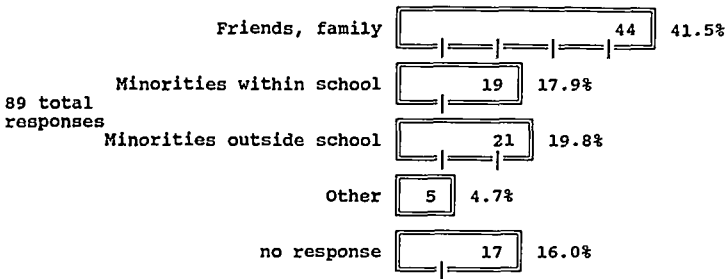 Friends, family 44 41.5%
Minorities within school 19 17.9%
89 total
responses
Minorities outside school 21 19.8%
Other 5 4.7%
no response 17 16.0%